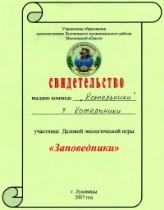 Управление образования
администрации Луховицкого муниципального района
Московской области
свидетельство
выдано команде „Котельники“
г. Котельники
участнице Деловой экологической игры
«Заповедники»
г. Луховицы
2007 год